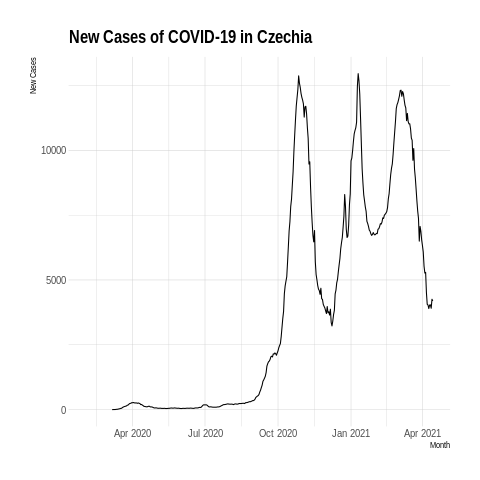 New Cases of COVID-19 in Czechia
New Cases
10000
5000
0
Apr 2020 Jul 2020 Oct 2020 Jan 2021 Apr 2021
Month